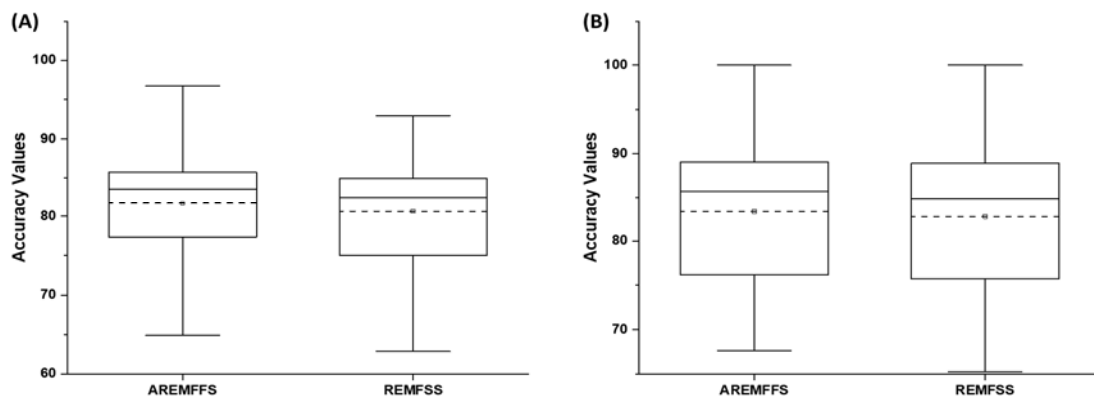 (A)
Accuracy Values
100
90
80
70
60
AREMFFS
REMFSS
(B)
Accuracy Values
100
90
80
70
AREMFFS
REMFSS